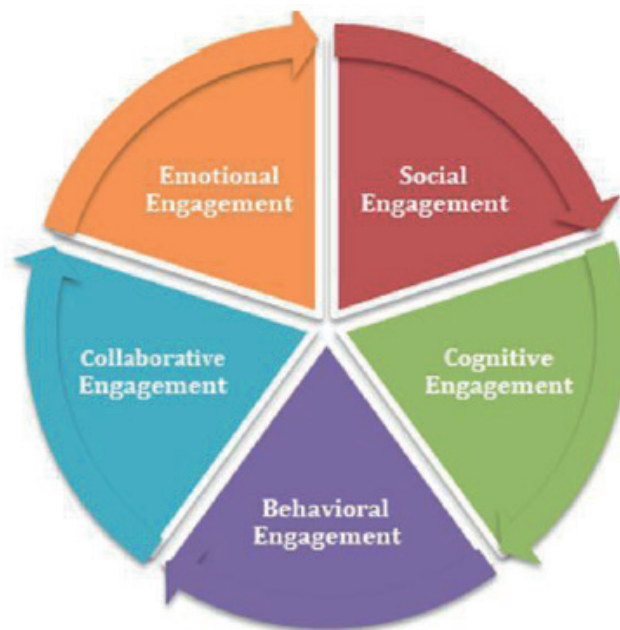 Emotional
Engagement
Social
Engagement
Collaborative
Engagement
Cognitive
Engagement
Behavioral
Engagement